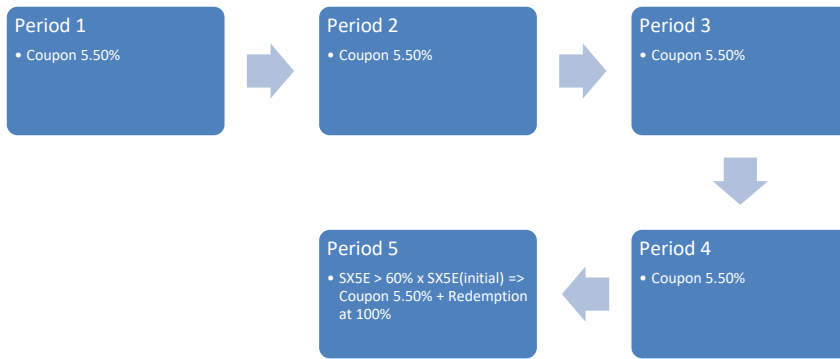 Period 1
• Coupon 5.50%
Period 2
• Coupon 5.50%
Period 3
• Coupon 5.50%
Period 4
• Coupon 5.50%
Period 5
• SX5E > 60% x SX5E(initial) =>
Coupon 5.50% + Redemption
at 100%